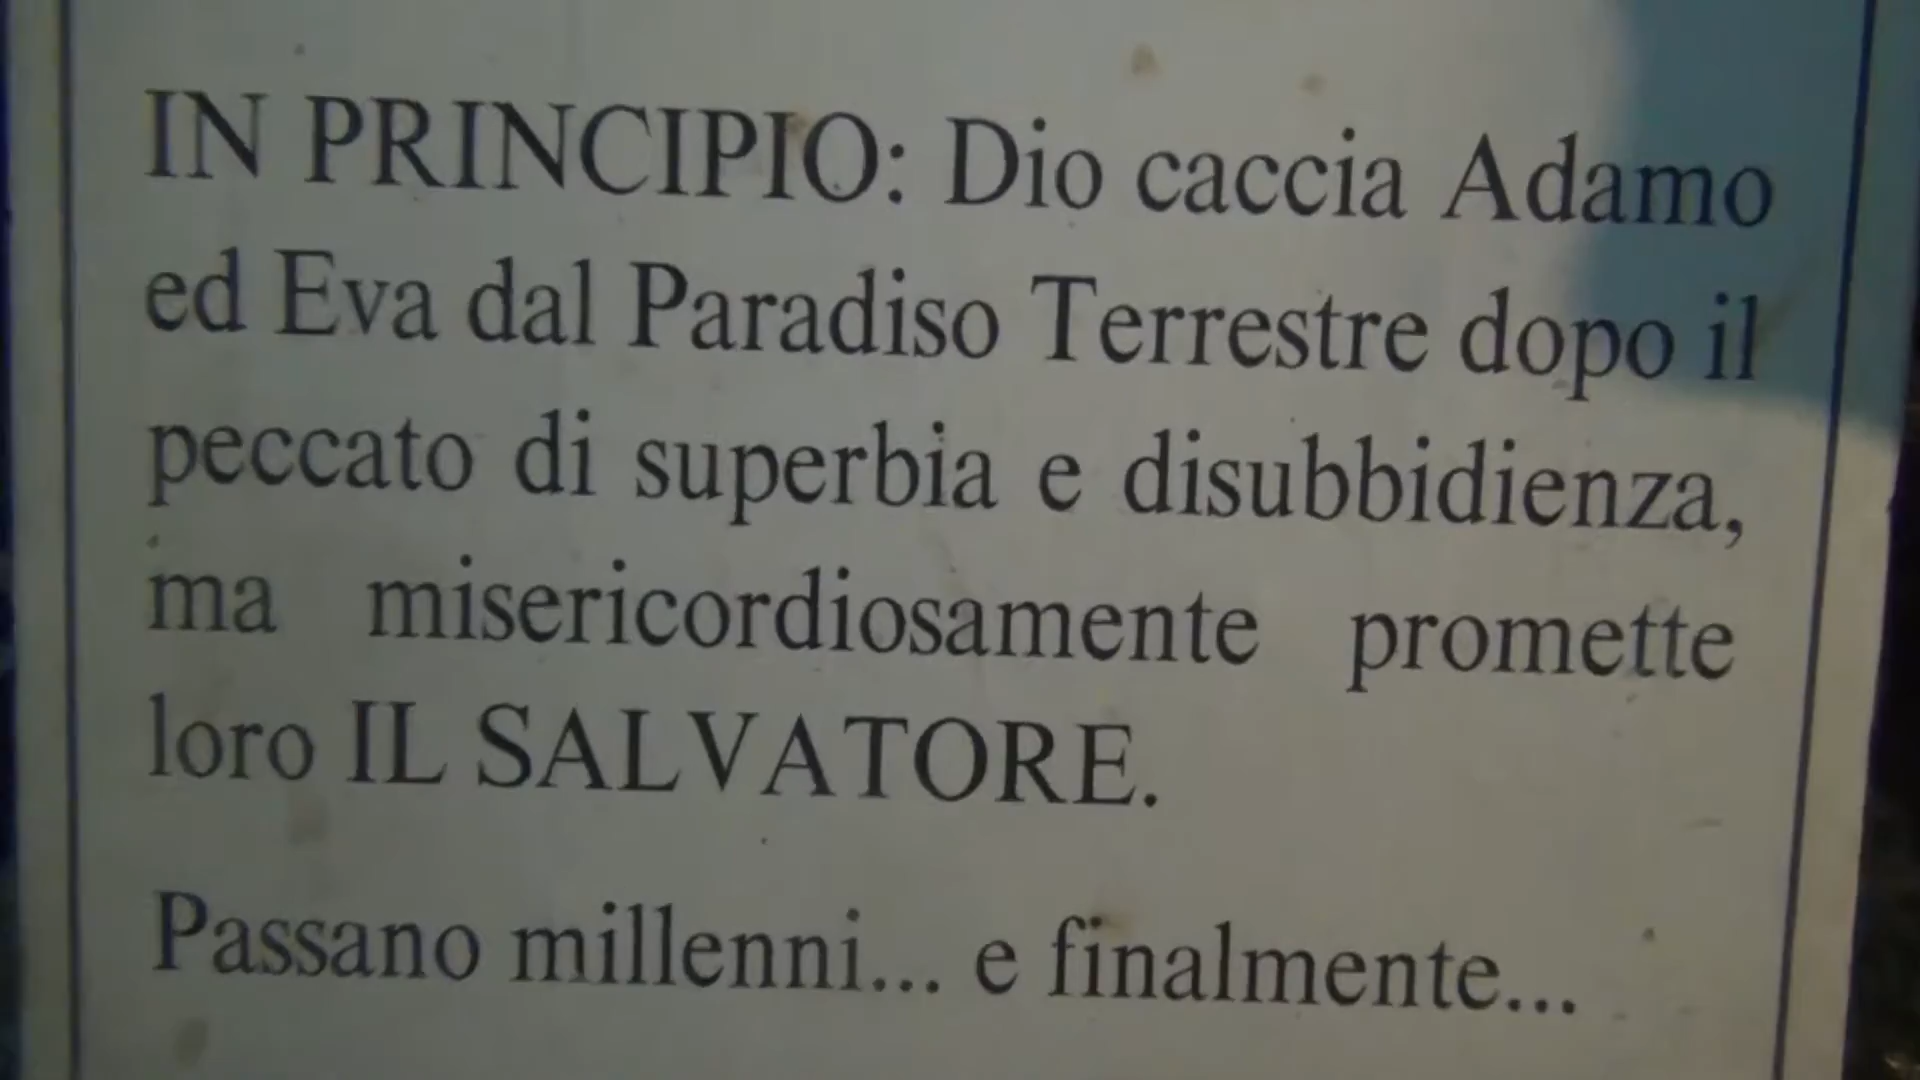 IN PRINCIPIO: Dio caccia Adamo
ed Eva dal Paradiso Terrestre dopo il
peccato di superbia e disubbidienza,
ma misericordiosamente promette
loro IL SALVATORE.
Passano millenni... e finalmente...